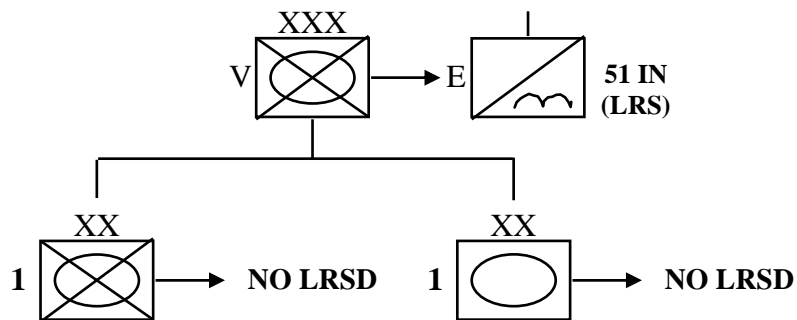 XXX
V E 51 IN
(LRS)
XX XX
1 NO LRSD 1 NO LRSD